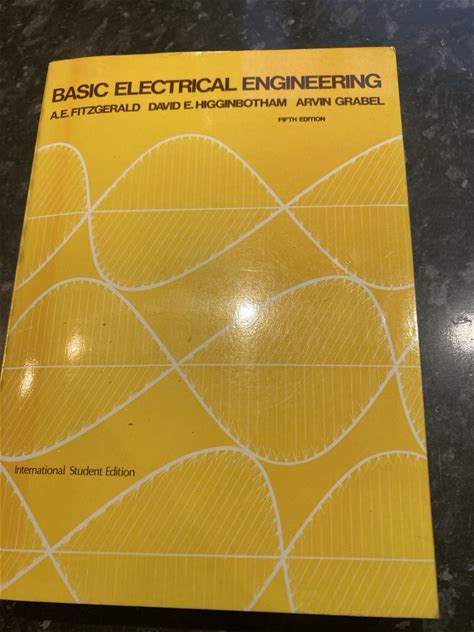 BASIC ELECTRICAL ENGINEERING
A.E. FITZGERALD DAVID E. HIGGINBOTHAM ARVIN GRABEL
FIFTH EDITION
International Student Edition